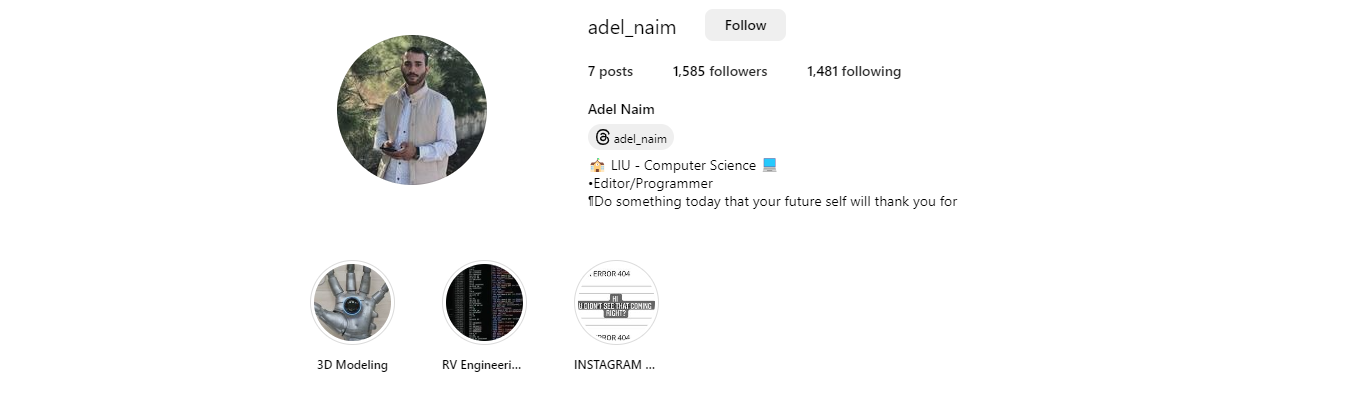 adel_naim Follow
7 posts 1,585 followers 1,481 following
Adel Naim
adel_naim
LIU - Computer Science
•Editor/Programmer
¶Do something today that your future self will thank you for
. ERROR 404
HI
U DIDN'T SEE THAT COMING
RIGHT?
ERROR 404
3D Modeling RV Engineeri... INSTAGRAM ...